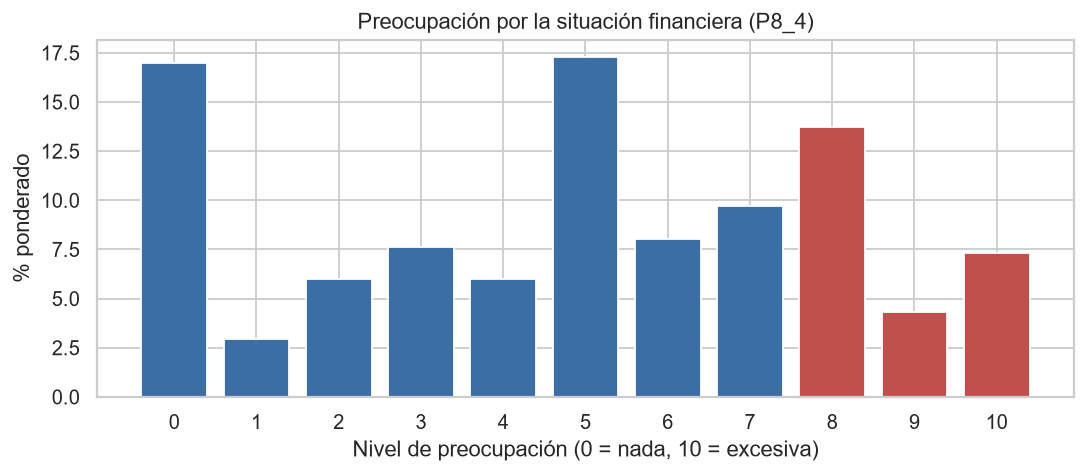 Preocupación por la situación financiera (P8_4)
% ponderado
17.5
15.0
12.5
10.0
7.5
5.0
2.5
0.0
0 1 2 3 4 5 6 7 8 9 10
Nivel de preocupación (0 = nada, 10 = excesiva)